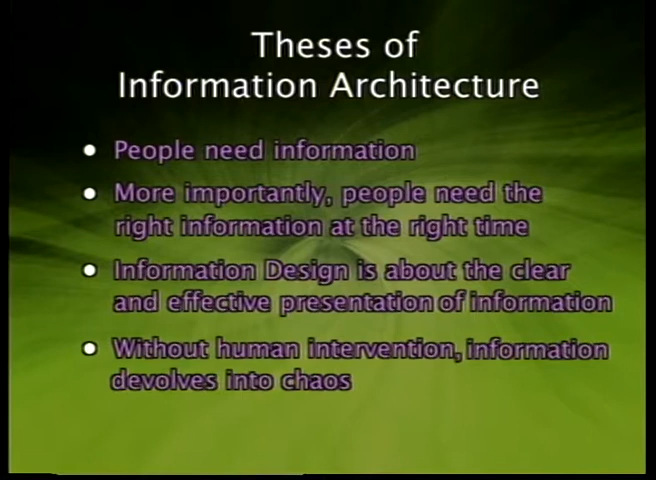 Theses of
Information Architecture
People need information
More importantly, people need the
right information at the right time
Information Design is about the clear
and effective presentation of information
Without human intervention, information
devolves into chaos